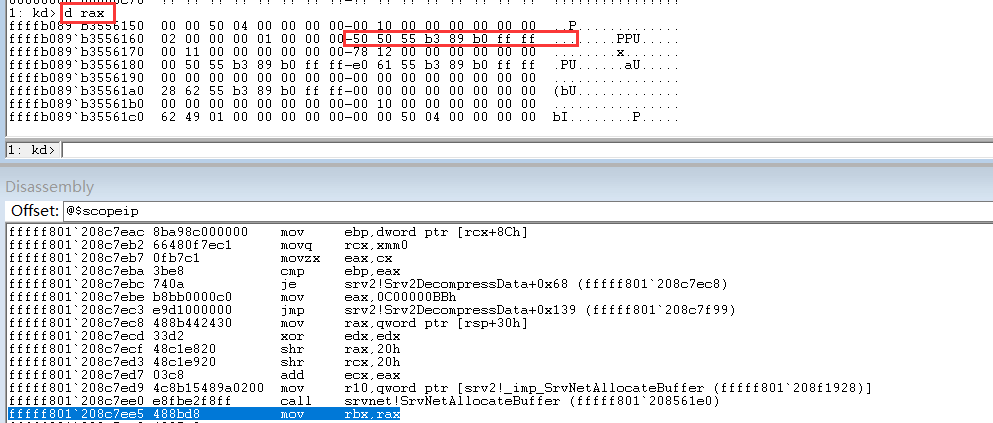 1: kd> d rax
ffffb089`b3556150  00 00 50 04 00 00 00 00-00 10 00 00 00 00 00 00  ..P.............
ffffb089`b3556160  02 00 00 00 01 00 00 00-50 50 55 b3 89 b0 ff ff  ........PPU.....
ffffb089`b3556170  00 11 00 00 00 00 00 00-78 12 00 00 00 00 00 00  ........x.......
ffffb089`b3556180  00 50 55 b3 89 b0 ff ff-e0 61 55 b3 89 b0 ff ff  .PU......aU.....
ffffb089`b3556190  00 00 00 00 00 00 00 00-00 00 00 00 00 00 00 00  ................
ffffb089`b35561a0  28 62 55 b3 89 b0 ff ff-00 00 00 00 00 00 00 00  (bU.............
ffffb089`b35561b0  00 00 00 00 00 00 00 00-00 10 00 00 00 00 00 00  ................
ffffb089`b35561c0  62 49 01 00 00 00 00 00-00 00 50 04 00 00 00 00  bI........P.....
1: kd>
Disassembly
Offset: @$scopeip
fffff801`208c7eac 8ba98c000000    mov     ebp,dword ptr [rcx+8Ch]
fffff801`208c7eb2 66480f7ec1      movq    rcx,xmm0
fffff801`208c7eb7 0fb7c1          movzx   eax,cx
fffff801`208c7eba 3be8            cmp     ebp,eax
fffff801`208c7ebc 740a            je      srv2!Srv2DecompressData+0x68 (fffff801`208c7ec8)
fffff801`208c7ebe b8bb0000c0      mov     eax,0C00000BBh
fffff801`208c7ec3 e9d1000000      jmp     srv2!Srv2DecompressData+0x139 (fffff801`208c7f99)
fffff801`208c7ec8 488b442430      mov     rax,qword ptr [rsp+30h]
fffff801`208c7ecd 33d2            xor     edx,edx
fffff801`208c7ecf 48c1e820        shr     rax,20h
fffff801`208c7ed3 48c1e920        shr     rcx,20h
fffff801`208c7ed7 03c8            add     ecx,eax
fffff801`208c7ed9 4c8b15489a0200  mov     r10,qword ptr [srv2!_imp_SrvNetAllocateBuffer (fffff801`208f1928)]
fffff801`208c7ee0 e8fbe2f8ff      call    srvnet!SrvNetAllocateBuffer (fffff801`208561e0)
fffff801`208c7ee5 488bd8          mov     rbx,rax